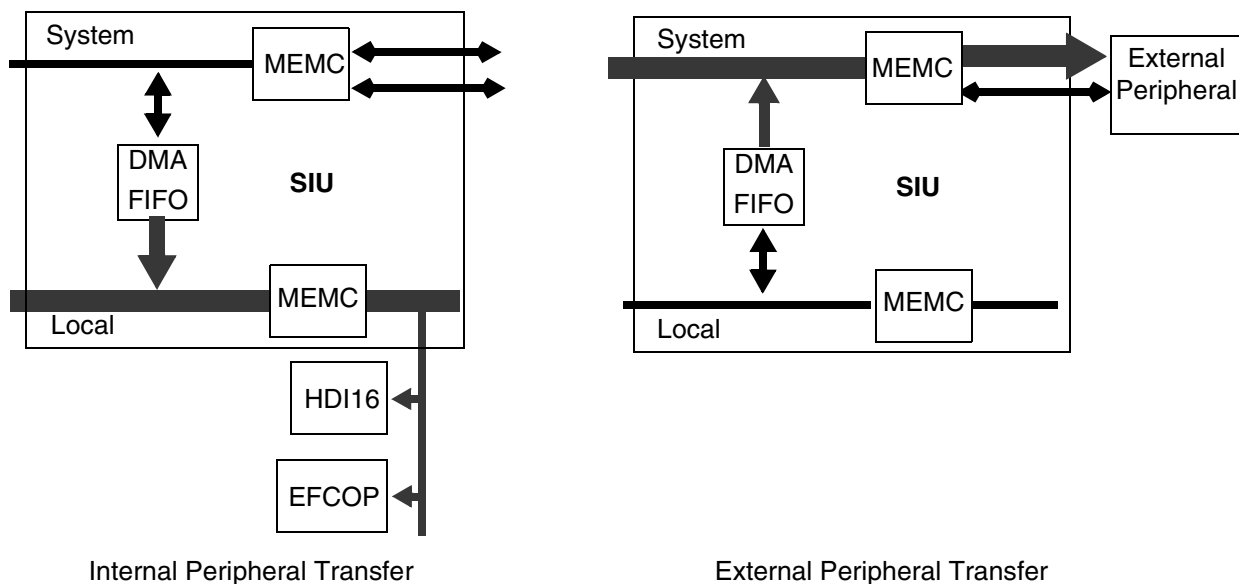 System
MEMC
DMA
FIFO
SIU
MEMC
Local
HDI16
EFCOP
Internal Peripheral Transfer
System
MEMC
External
Peripheral
DMA
FIFO
SIU
MEMC
Local
External Peripheral Transfer